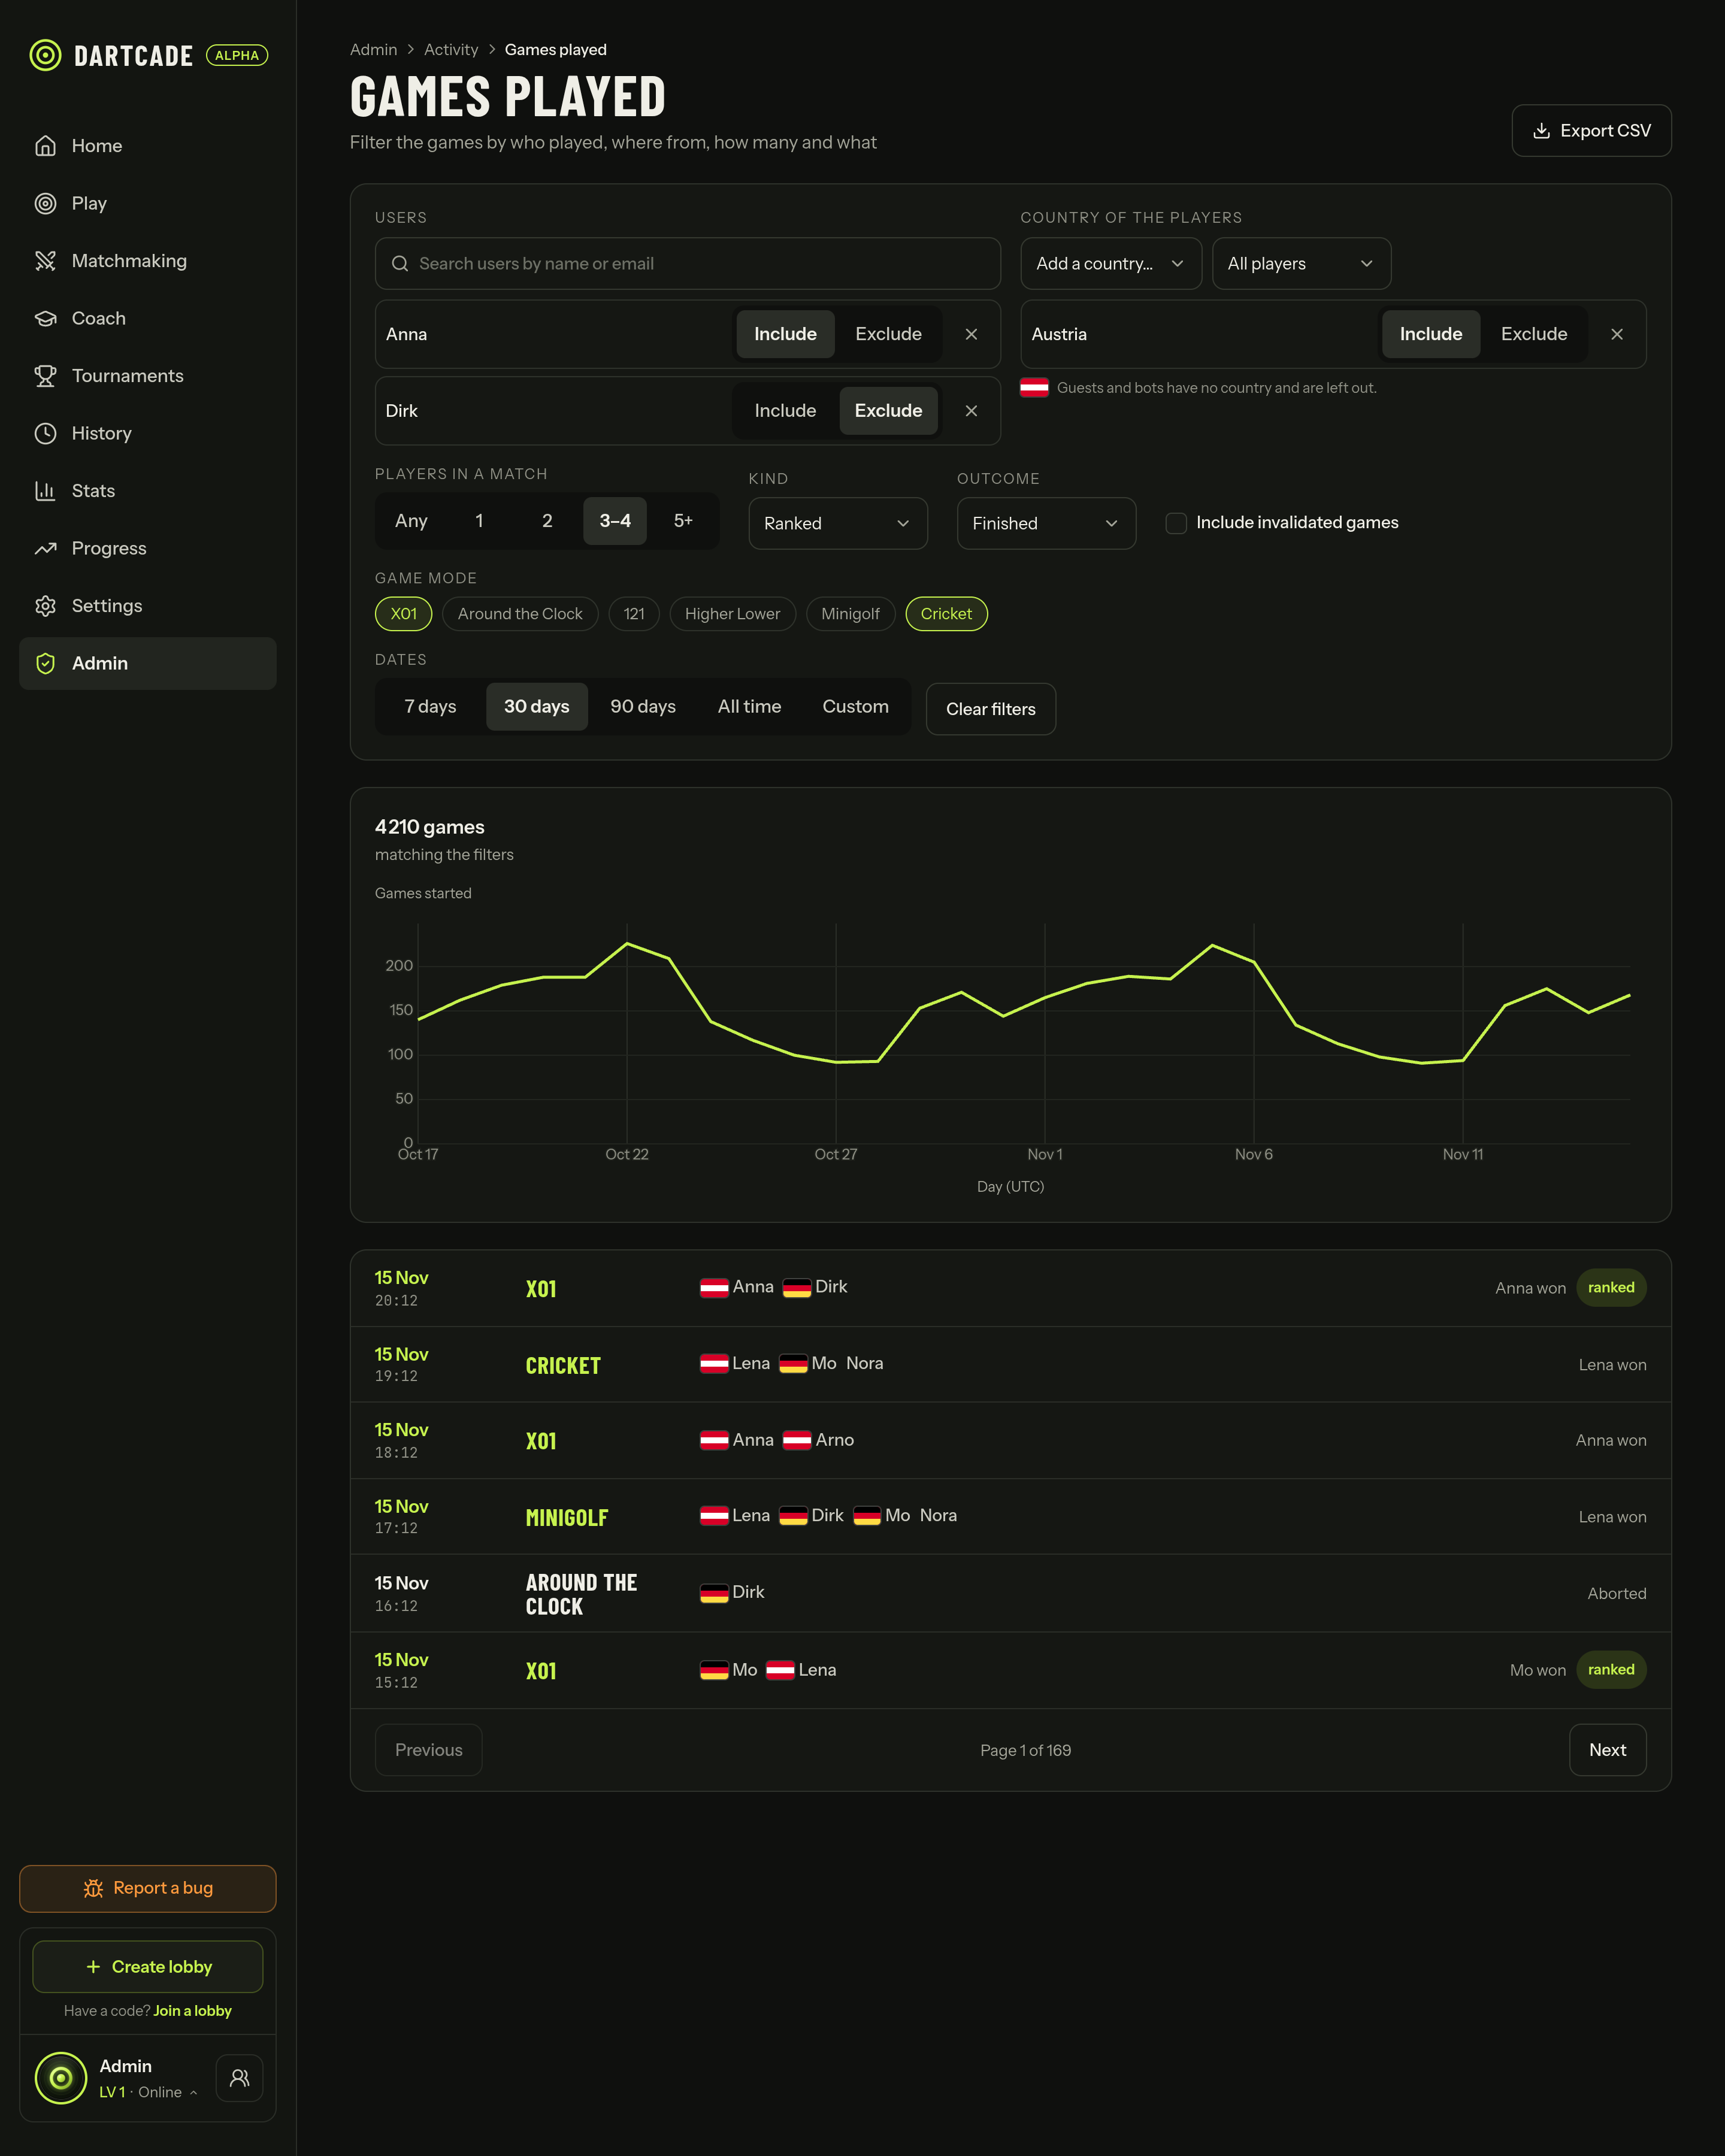 DARTCADE ALPHA
Home
Play
Matchmaking
Coach
Tournaments
History
Stats
Progress
Settings
Admin
Report a bug
Create lobby
Have a code? Join a lobby
Admin
LV 1 · Online
Admin > Activity > Games played
GAMES PLAYED
Filter the games by who played, where from, how many and what
Export CSV
USERS
Search users by name or email
Anna Include Exclude
Dirk Include Exclude
COUNTRY OF THE PLAYERS
Add a country... All players
Austria Include Exclude
Guests and bots have no country and are left out.
PLAYERS IN A MATCH
Any 1 2 3–4 5+
KIND
Ranked
OUTCOME
Finished
Include invalidated games
GAME MODE
X01 Around the Clock 121 Higher Lower Minigolf Cricket
DATES
7 days 30 days 90 days All time Custom Clear filters
4210 games
matching the filters
Games started
200
150
100
50
0
Oct 17 Oct 22 Oct 27 Nov 1 Nov 6 Nov 11
Day (UTC)
15 Nov
20:12
X01
Anna Dirk
Anna won ranked
15 Nov
19:12
CRICKET
Lena Mo Nora
Lena won
15 Nov
18:12
X01
Anna Arno
Anna won
15 Nov
17:12
MINIGOLF
Lena Dirk Mo Nora
Lena won
15 Nov
16:12
AROUND THE
CLOCK
Dirk
Aborted
15 Nov
15:12
X01
Mo Lena
Mo won ranked
Previous Page 1 of 169 Next